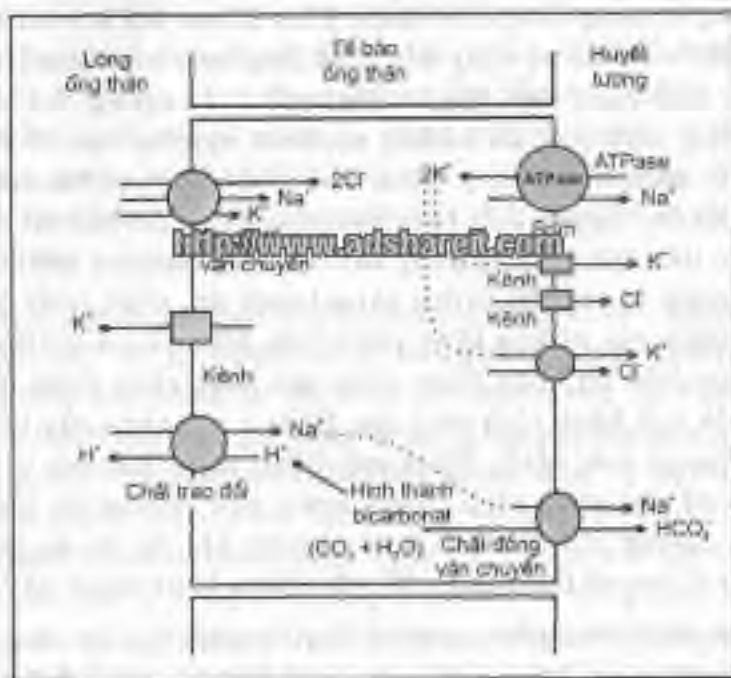 Lòng
ống thận
Tế bào
ống thận
Huyết
tương
2Cl⁻
Na⁺
K⁺
2K⁺
ATPase
ATPase
Na⁺
Bơm
http://www.adshareit.com
vận chuyển
Kênh
K⁺
Kênh
Cl⁻
K⁺
Kênh
K⁺
Cl⁻
Na⁺
H⁺
H⁺
Chất trao đổi
Hình thành
bicarbonat
(CO₂ + H₂O)
Chất đồng
vận chuyển
Na⁺
HCO₃